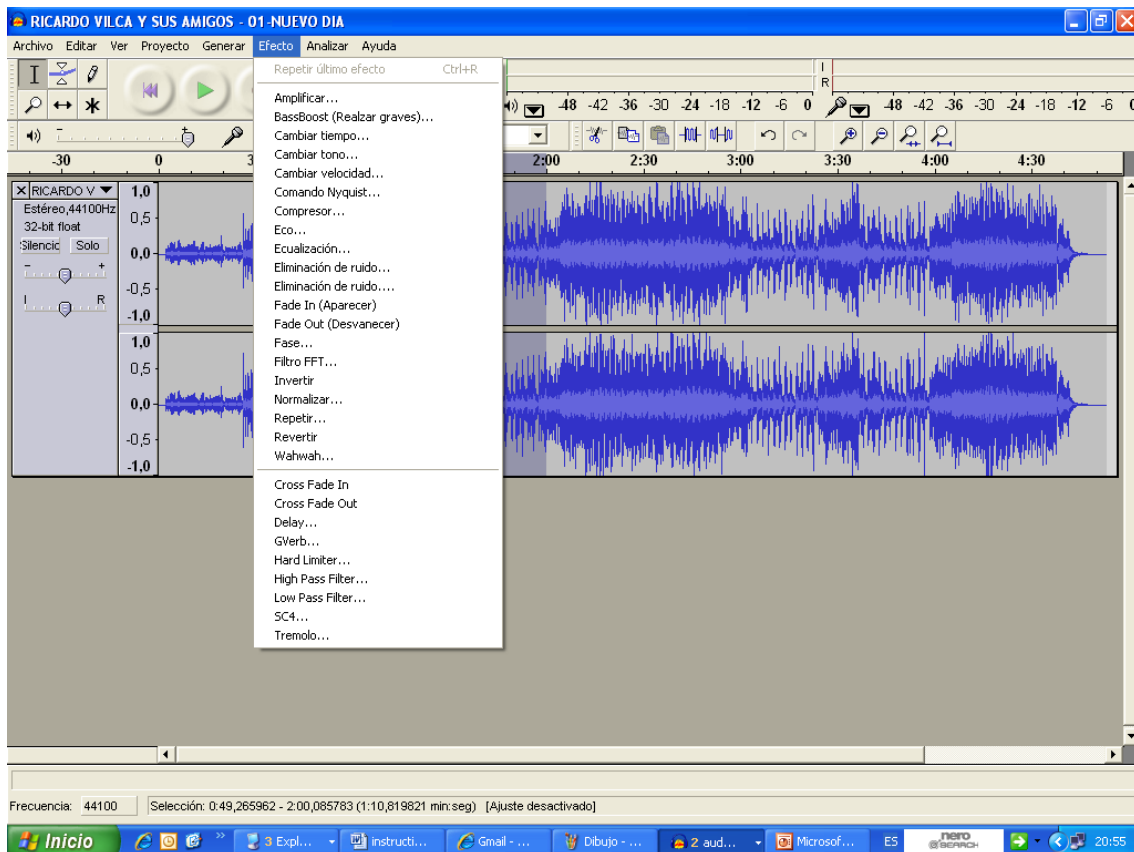 RICARDO VILCA Y SUS AMIGOS - 01-NUEVO DIA
Archivo Editar Ver Proyecto Generar Efecto Analizar Ayuda
Repetir último efecto Ctrl+R
Amplificar...
BassBoost (Realzar graves)...
Cambiar tiempo...
Cambiar tono...
Cambiar velocidad...
Comando Nyquist...
Compresor...
Eco...
Ecualización...
Eliminación de ruido...
Eliminación de ruido....
Fade In (Aparecer)
Fade Out (Desvanecer)
Fase...
Filtro FFT...
Invertir
Normalizar...
Repetir...
Revertir
Wahwah...
Cross Fade In
Cross Fade Out
Delay...
GVerb...
Hard Limiter...
High Pass Filter...
Low Pass Filter...
SC4...
Tremolo...
I
R
-48 -42 -36 -30 -24 -18 -12 -6 0
-48 -42 -36 -30 -24 -18 -12 -6
-30 0 3 2:00 2:30 3:00 3:30 4:00 4:30
RICARDO V
Estéreo,44100Hz
32-bit float
Silencic Solo
- +
I R
1,0
0,5
0,0
-0,5
-1,0
1,0
0,5
0,0
-0,5
-1,0
Frecuencia: 44100 Selección: 0:49,265962 - 2:00,085783 (1:10,819821 min:seg) [Ajuste desactivado]
Inicio 3 Expl... instructi... Gmail - ... Dibujo - ... 2 aud... Microsof... ES nero SEARCH 20:55